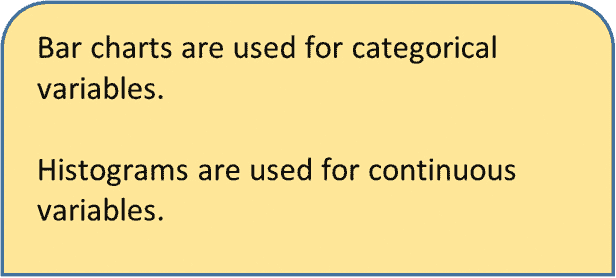 Bar charts are used for categorical
variables.
Histograms are used for continuous
variables.